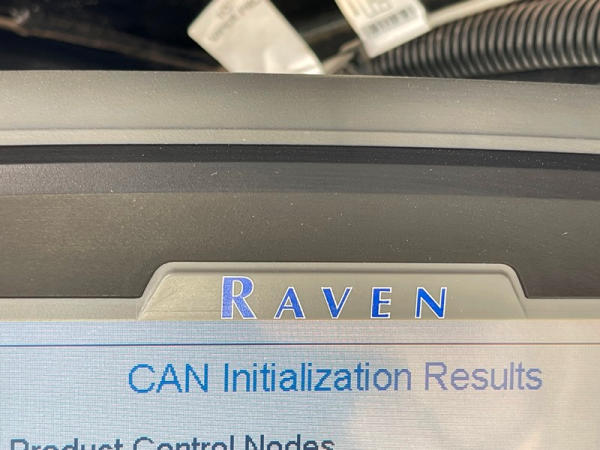 RAVEN
CAN Initialization Results
Product Control Nodes